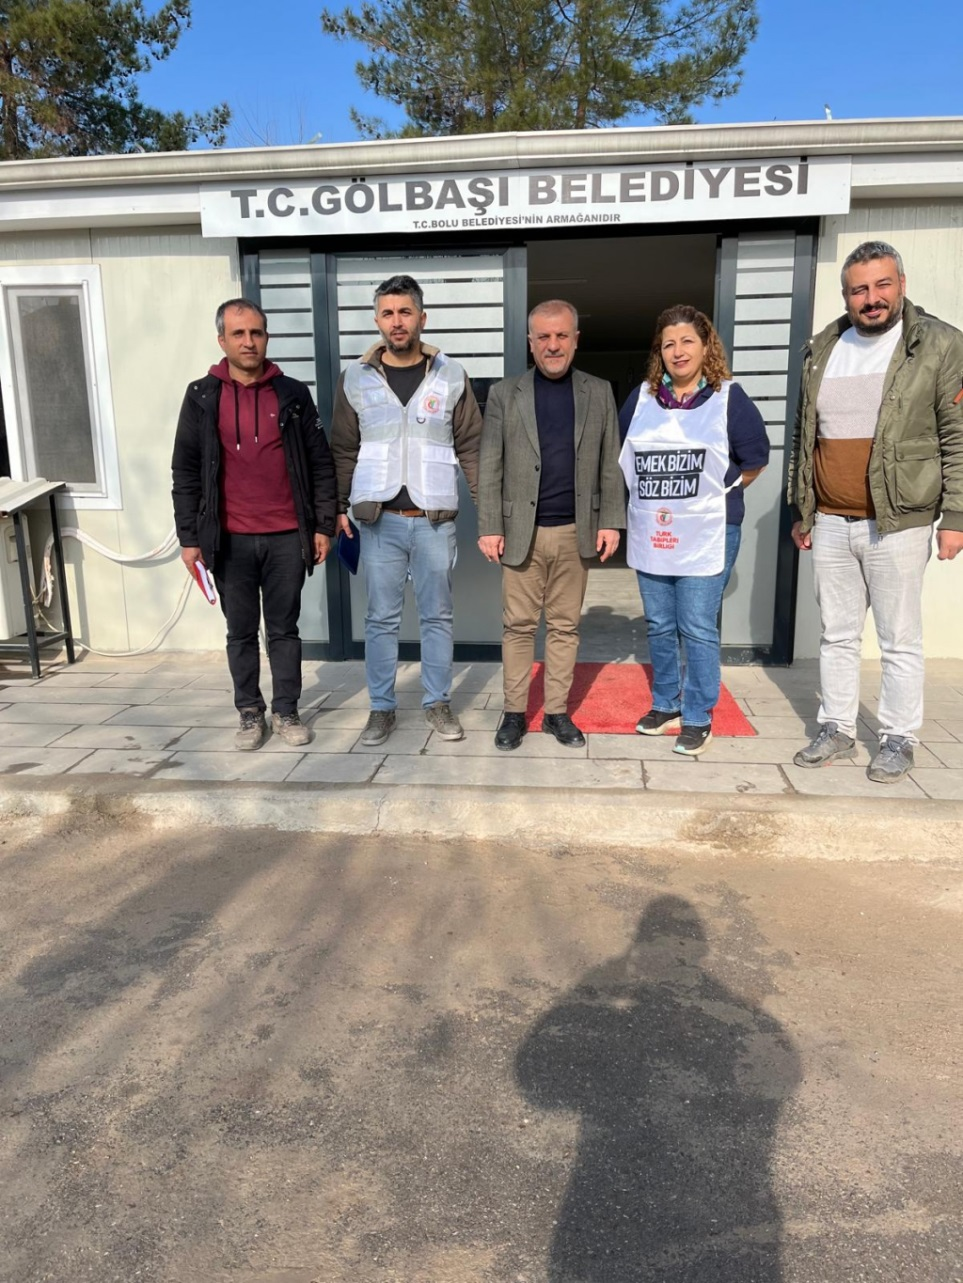 T.C.GÖLBAŞI BELEDİYESİ
T.C.BOLU BELEDİYESİ'NİN ARMAĞANIDIR
EMEK BİZİM
SÖZ BİZİM
TÜRK
TABİPLERİ
BİRLİĞİ